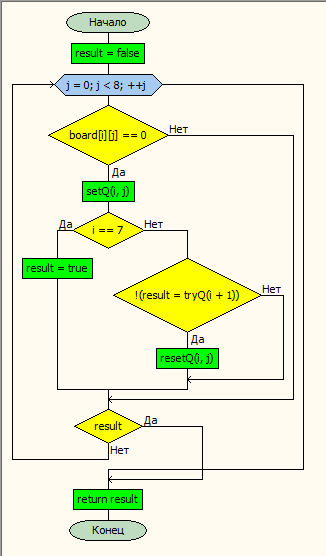 Начало
result = false
j = 0; j < 8; ++j
board[i][j] == 0
Нет
Да
setQ(i, j)
Да
i == 7
Нет
result = true
!(result = tryQ(i + 1))
Нет
Да
resetQ(i, j)
result
Да
Нет
return result
Конец